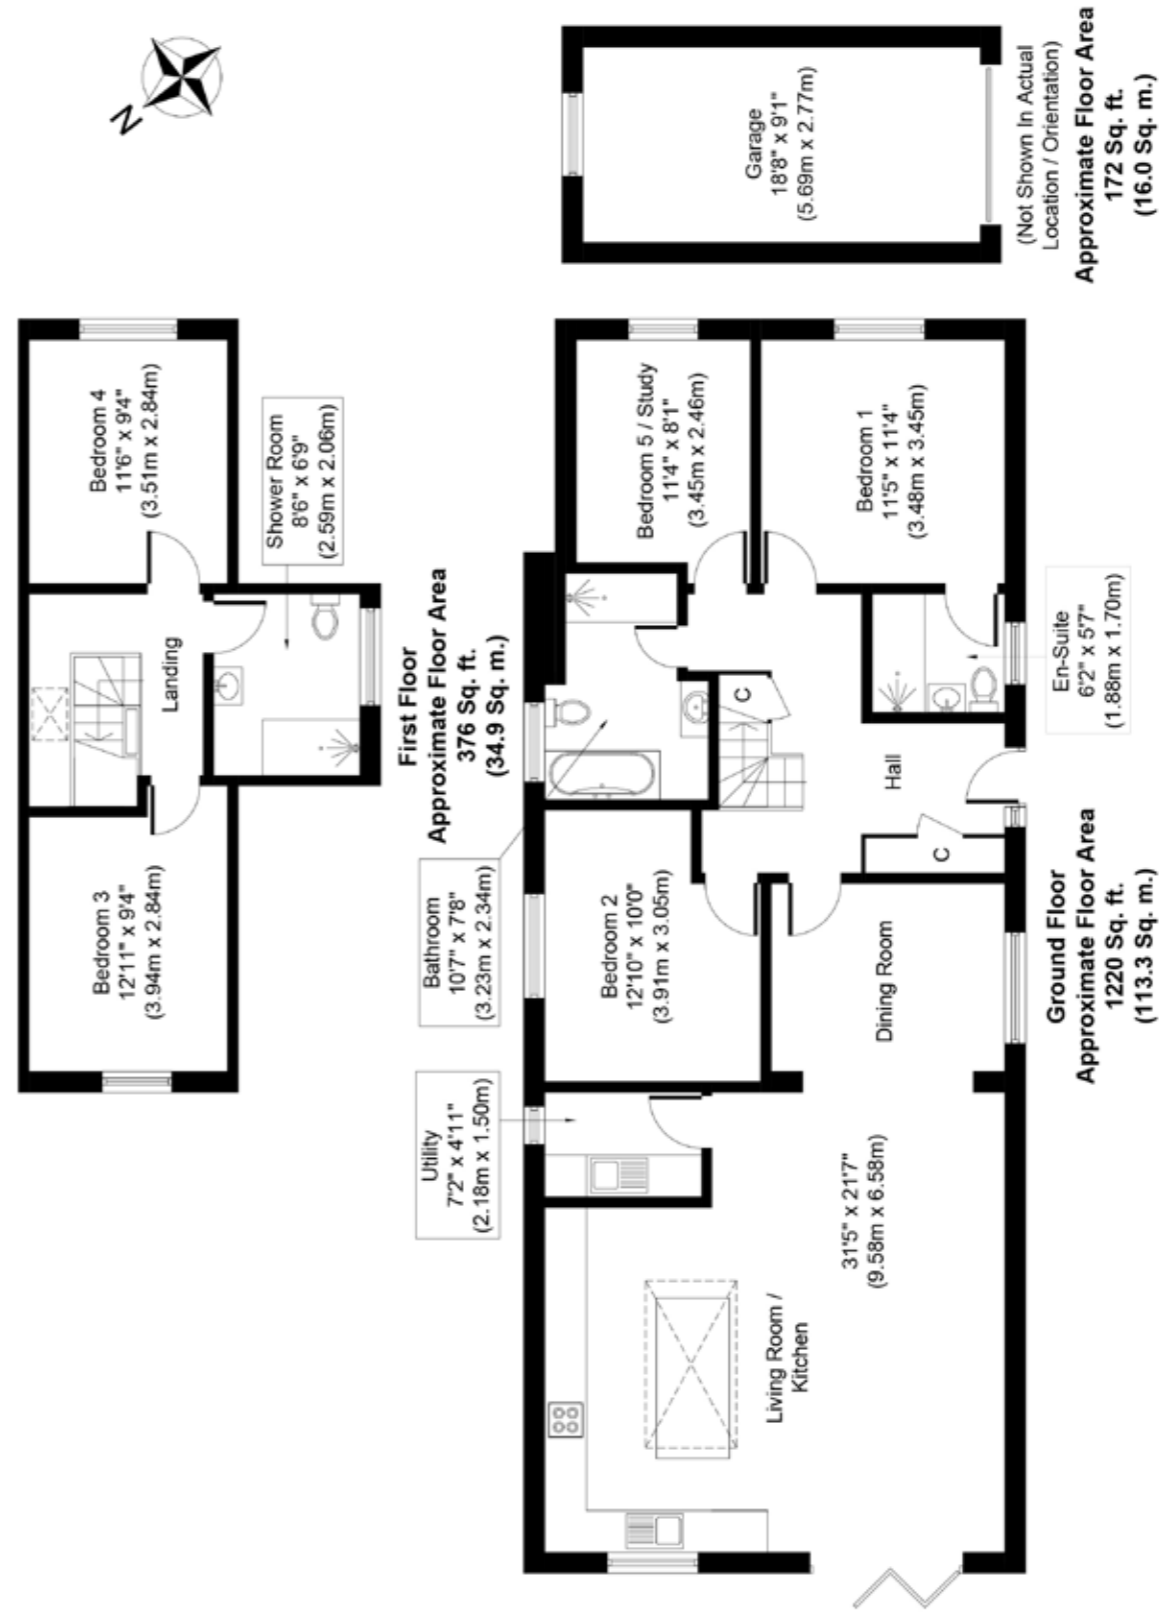 N
Bedroom 3
12'11" x 9'4"
(3.94m x 2.84m)
Landing
Bedroom 4
11'6" x 9'4"
(3.51m x 2.84m)
Shower Room
8'6" x 6'9"
(2.59m x 2.06m)
First Floor
Approximate Floor Area
376 Sq. ft.
(34.9 Sq. m.)
Utility
7'2" x 4'11"
(2.18m x 1.50m)
Bathroom
10'7" x 7'8"
(3.23m x 2.34m)
Bedroom 2
12'10" x 10'0"
(3.91m x 3.05m)
Bedroom 5 / Study
11'4" x 8'1"
(3.45m x 2.46m)
C
Living Room /
Kitchen
31'5" x 21'7"
(9.58m x 6.58m)
Dining Room
Hall
C
Bedroom 1
11'5" x 11'4"
(3.48m x 3.45m)
En-Suite
6'2" x 5'7"
(1.88m x 1.70m)
Ground Floor
Approximate Floor Area
1220 Sq. ft.
(113.3 Sq. m.)
Garage
18'8" x 9'1"
(5.69m x 2.77m)
(Not Shown In Actual
Location / Orientation)
Approximate Floor Area
172 Sq. ft.
(16.0 Sq. m.)